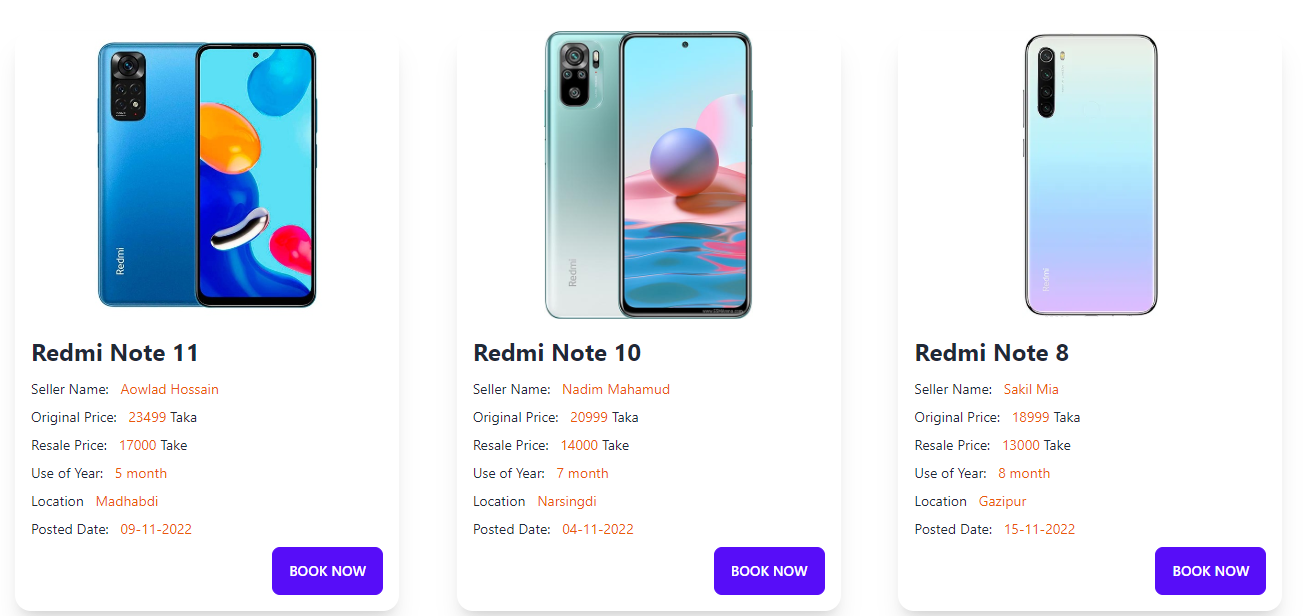 Redmi
Redmi
Redmi
Redmi Note 11
Seller Name: Aowlad Hossain
Original Price: 23499 Taka
Resale Price: 17000 Take
Use of Year: 5 month
Location Madhabdi
Posted Date: 09-11-2022
BOOK NOW
Redmi Note 10
Seller Name: Nadim Mahamud
Original Price: 20999 Taka
Resale Price: 14000 Take
Use of Year: 7 month
Location Narsingdi
Posted Date: 04-11-2022
BOOK NOW
Redmi Note 8
Seller Name: Sakil Mia
Original Price: 18999 Taka
Resale Price: 13000 Take
Use of Year: 8 month
Location Gazipur
Posted Date: 15-11-2022
BOOK NOW